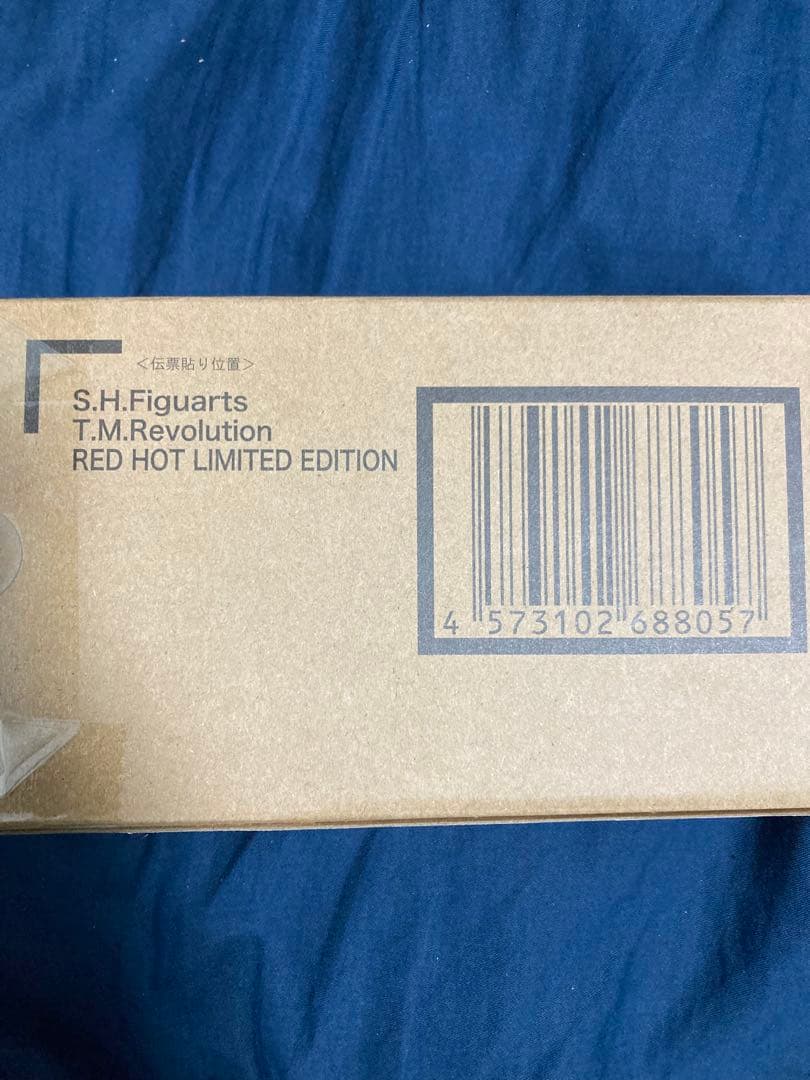 ＜伝票貼り位置＞
S.H.Figuarts
T.M.Revolution
RED HOT LIMITED EDITION
4 573102 688057